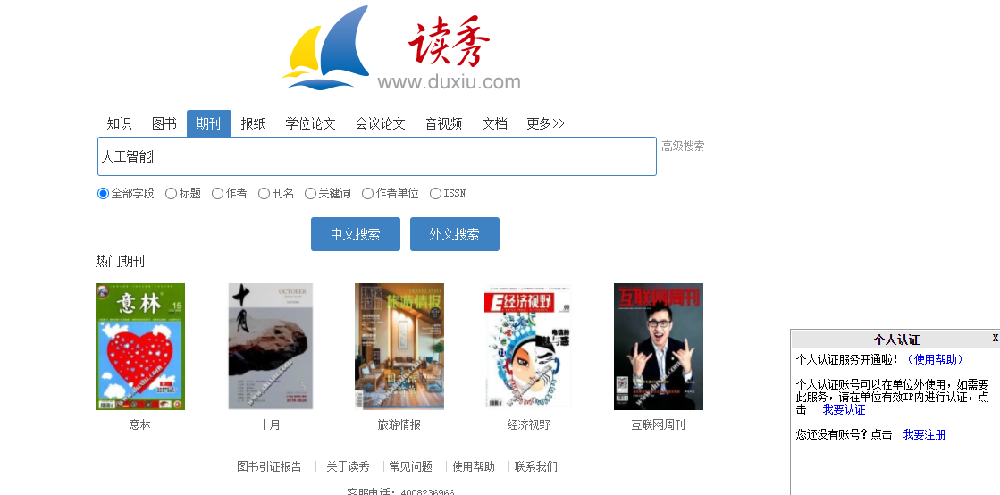 读秀
www.duxiu.com
知识 图书 期刊 报纸 学位论文 会议论文 音视频 文档 更多>>
人工智能
高级搜索
全部字段 标题 作者 刊名 关键词 作者单位 ISSN
中文搜索 外文搜索
热门期刊
意林 15
十月 OCTOBER 5
旅游情报
E经济视野
电信的魅与惑
互联网周刊
意林 十月 旅游情报 经济视野 互联网周刊
个人认证 X
个人认证服务开通啦！（使用帮助）
个人认证账号可以在单位外使用，如需要
此服务，请在单位有效IP内进行认证，点
击 我要认证
您还没有账号？点击 我要注册
图书引证报告 | 关于读秀 | 常见问题 | 使用帮助 | 联系我们
客服电话：4008236966